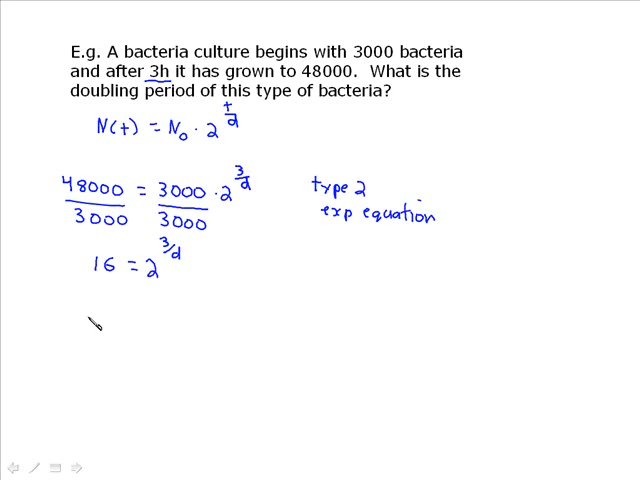 E.g. A bacteria culture begins with 3000 bacteria
and after 3h it has grown to 48000.  What is the
doubling period of this type of bacteria?
N(t) = N₀ · 2^(t/d)
48000/3000 = 3000 · 2^(3/d)/3000
type 2
exp equation
16 = 2^(3/d)